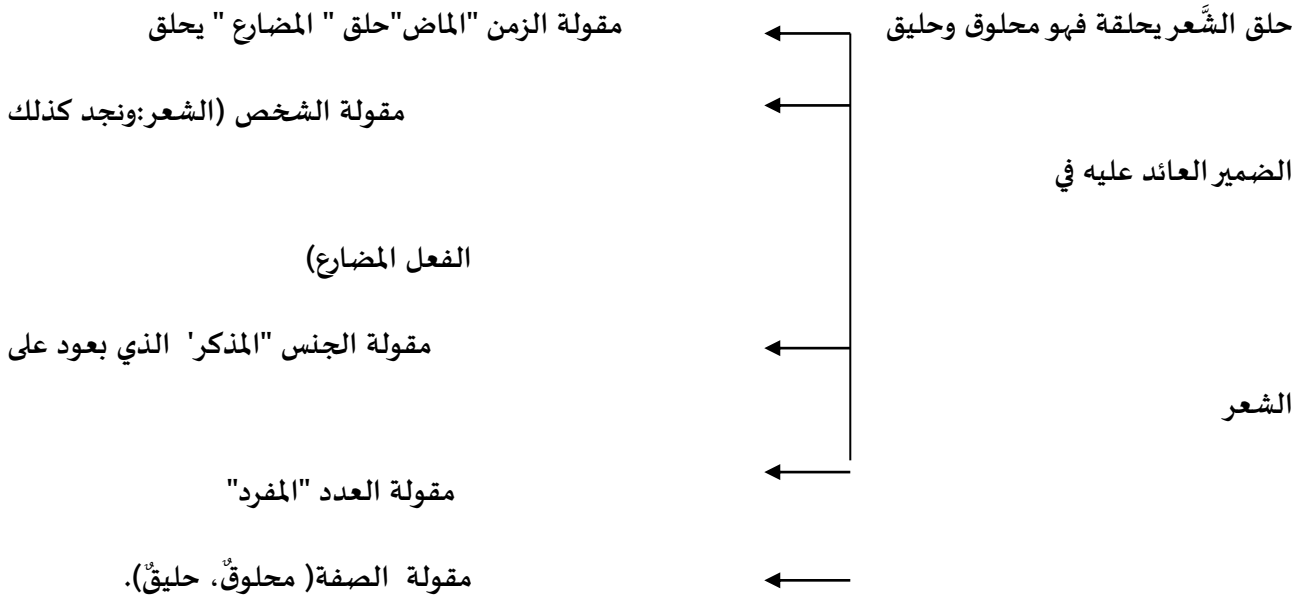 حلق الشَّعر يحلقة فهو محلوق وحليق مقولة الزمن "الماض"حلق " المضارع " يحلق
مقولة الشخص (الشعر:ونجد كذلك
الضمير العائد عليه في
الفعل المضارع)
مقولة الجنس "المذكر' الذي بعود على
الشعر
مقولة العدد "المفرد"
مقولة الصفة( محلوقٌ، حليقٌ).